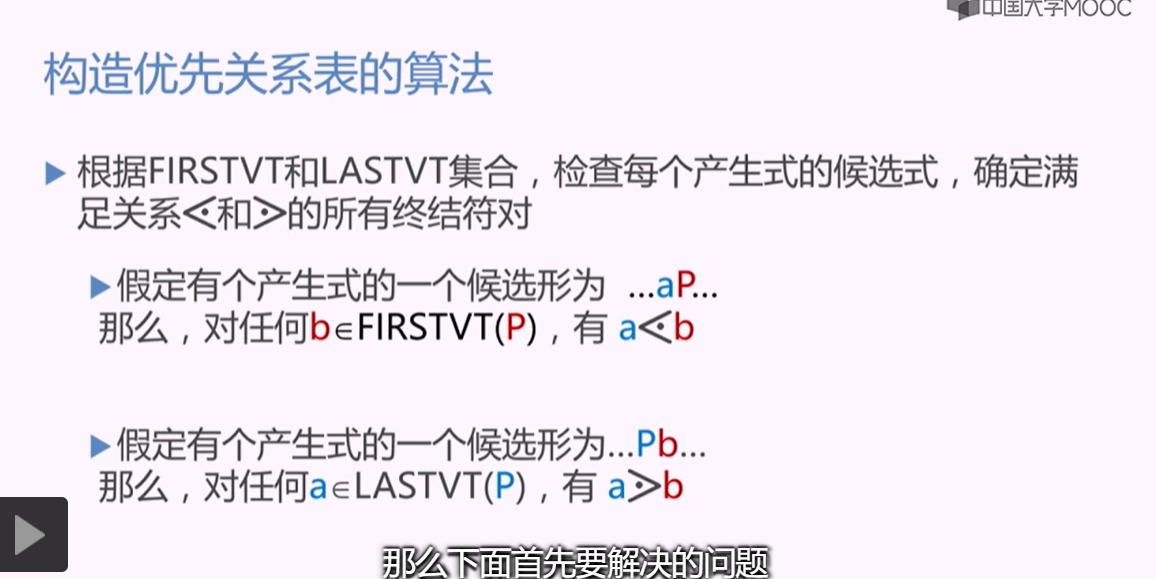 中国大学MOOC
构造优先关系表的算法
根据FIRSTVT和LASTVT集合，检查每个产生式的候选式，确定满
足关系⋖和⋗的所有终结符对
假定有个产生式的一个候选形为 …aP…
那么，对任何b∈FIRSTVT(P)，有 a⋖b
假定有个产生式的一个候选形为…Pb…
那么，对任何a∈LASTVT(P)，有 a⋗b
那么下面首先要解决的问题